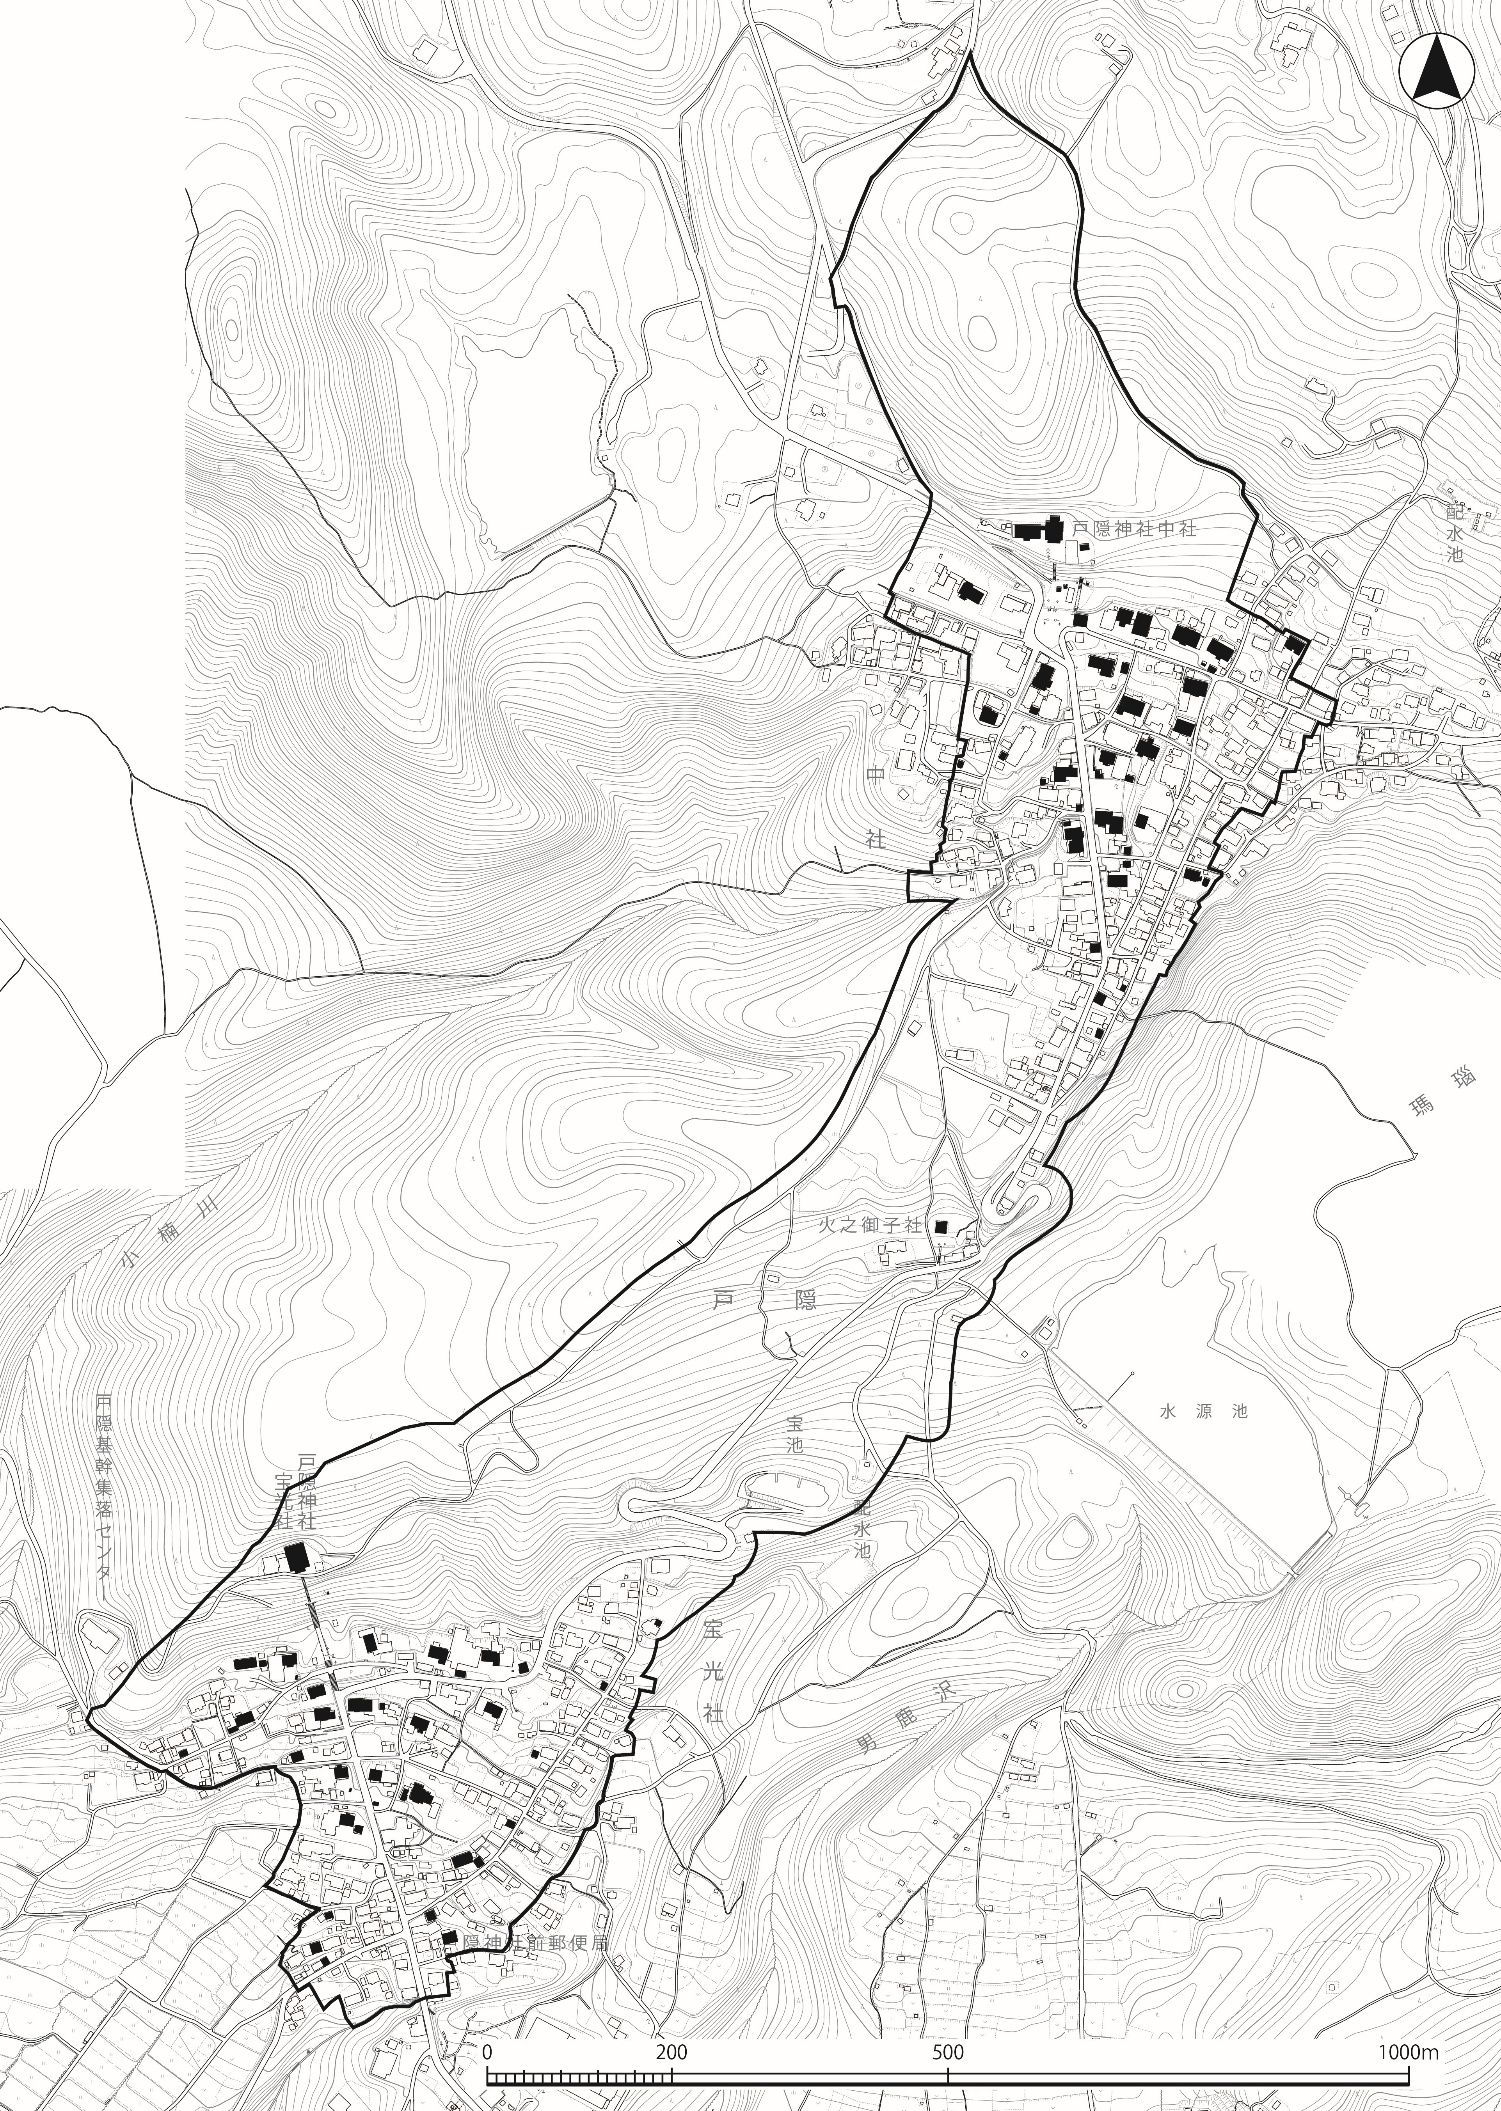 戸隠神社中社
配水池
中社
瑪瑙
火之御子社
小楠川
戸隠
戸隠基幹集落センター
宝池
水源池
戸隠神社
宝光社
配水池
宝光社
男鹿沢
隠神社前郵便局
0 200 500 1000m